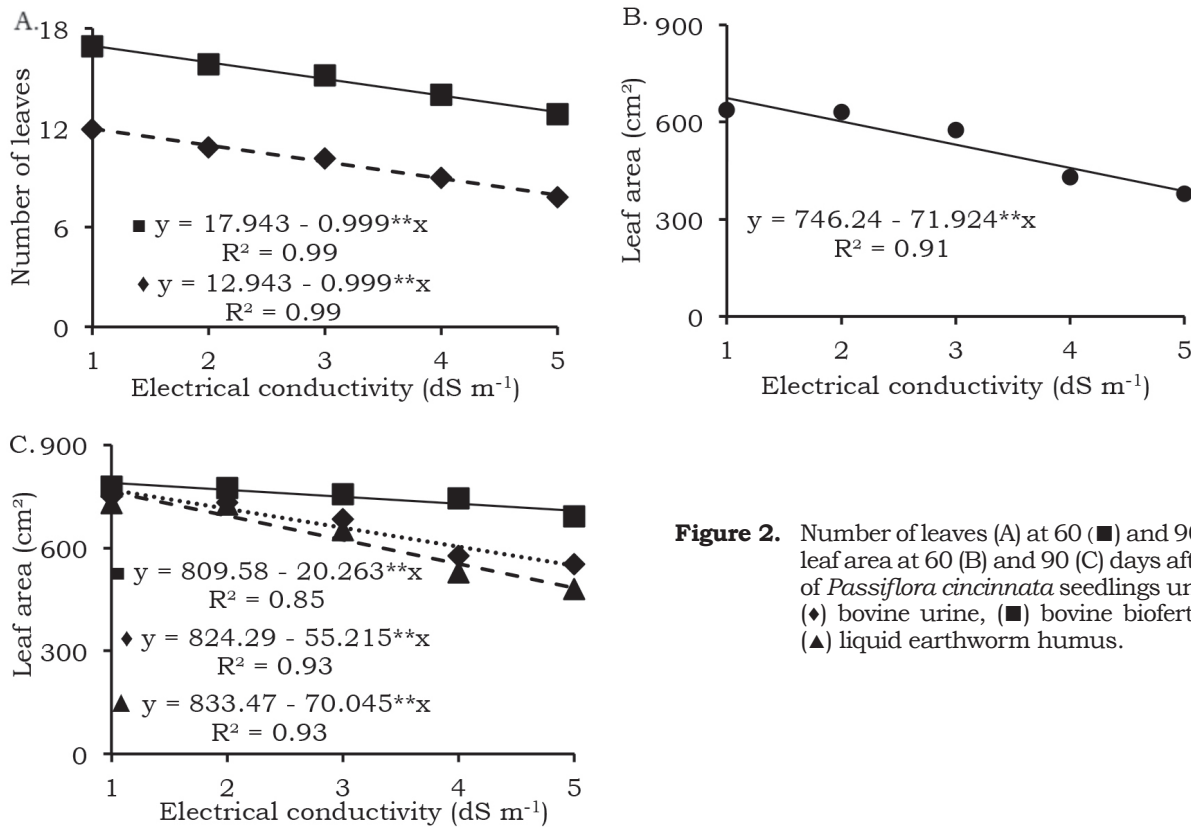 A.
18
12
6
0
Number of leaves
■ y = 17.943 - 0.999**x
R² = 0.99
♦ y = 12.943 - 0.999**x
R² = 0.99
1 2 3 4 5
Electrical conductivity (dS m⁻¹)
B.
900
600
300
0
Leaf area (cm²)
y = 746.24 - 71.924**x
R² = 0.91
1 2 3 4 5
Electrical conductivity (dS m⁻¹)
C.
900
600
300
0
Leaf area (cm²)
■ y = 809.58 - 20.263**x
R² = 0.85
♦ y = 824.29 - 55.215**x
R² = 0.93
▲ y = 833.47 - 70.045**x
R² = 0.93
1 2 3 4 5
Electrical conductivity (dS m⁻¹)
Figure 2. Number of leaves (A) at 60 (■) and 90
leaf area at 60 (B) and 90 (C) days aft
of Passiflora cincinnata seedlings un
(♦) bovine urine, (■) bovine biofert
(▲) liquid earthworm humus.